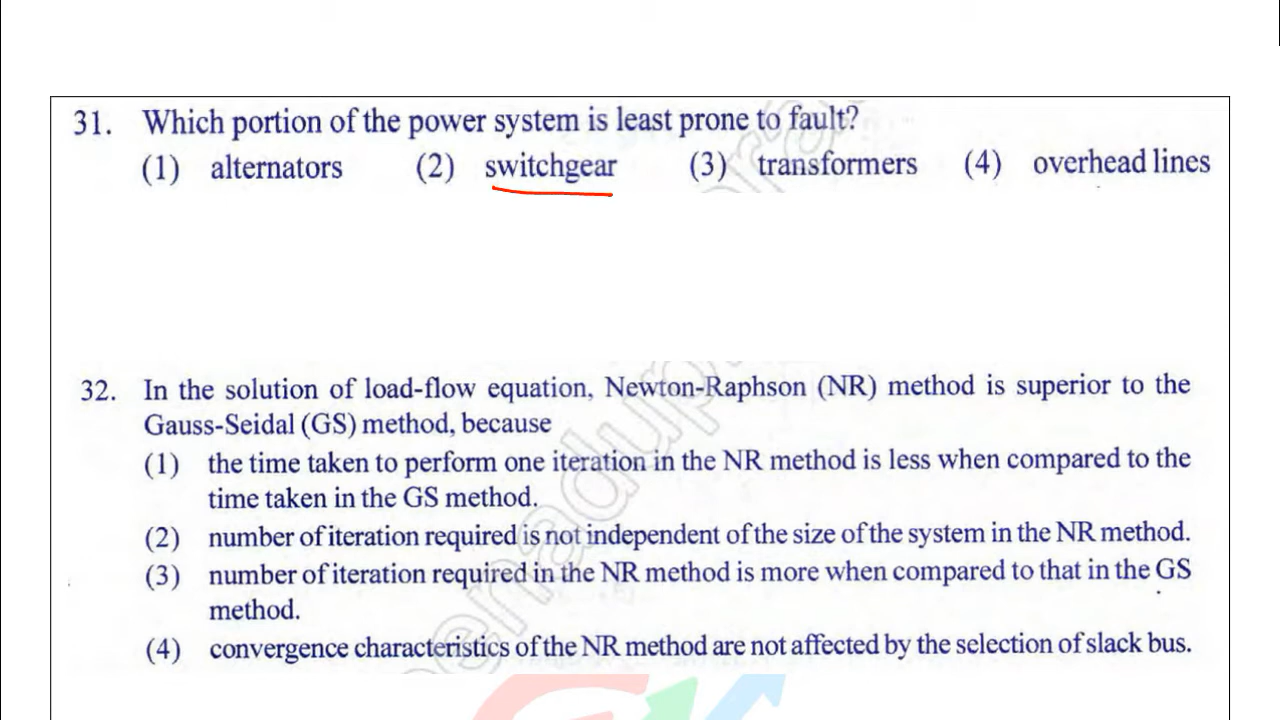 31. Which portion of the power system is least prone to fault?
(1) alternators (2) switchgear (3) transformers (4) overhead lines
32. In the solution of load-flow equation, Newton-Raphson (NR) method is superior to the
Gauss-Seidal (GS) method, because
(1) the time taken to perform one iteration in the NR method is less when compared to the
time taken in the GS method.
(2) number of iteration required is not independent of the size of the system in the NR method.
(3) number of iteration required in the NR method is more when compared to that in the GS
method.
(4) convergence characteristics of the NR method are not affected by the selection of slack bus.